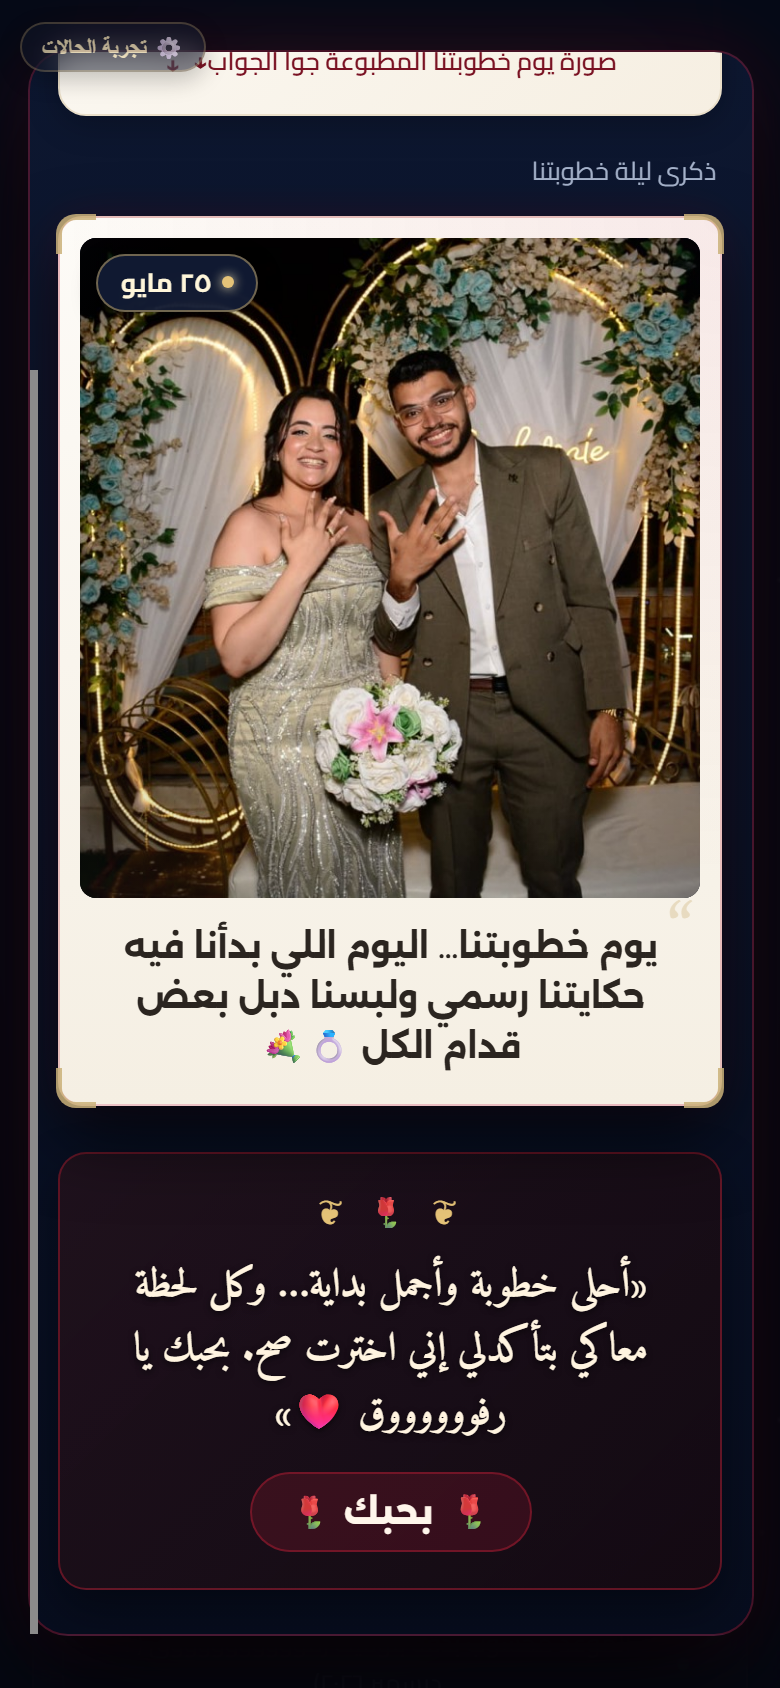 تجربة الحالات
صورة يوم خطوبتنا المطبوعة جوا الجواب
ذكرى ليلة خطوبتنا
٢٥ مايو
يوم خطوبتنا... اليوم اللي بدأنا فيه
حكايتنا رسمي ولبسنا دبل بعض
قدام الكل 💍 💐
«أحلى خطوبة وأجمل بداية... وكل لحظة
معاكي بتأكدلي إني اخترت صح. بحبك يا
رفووووووق ❤️»
🌹 بحبك 🌹